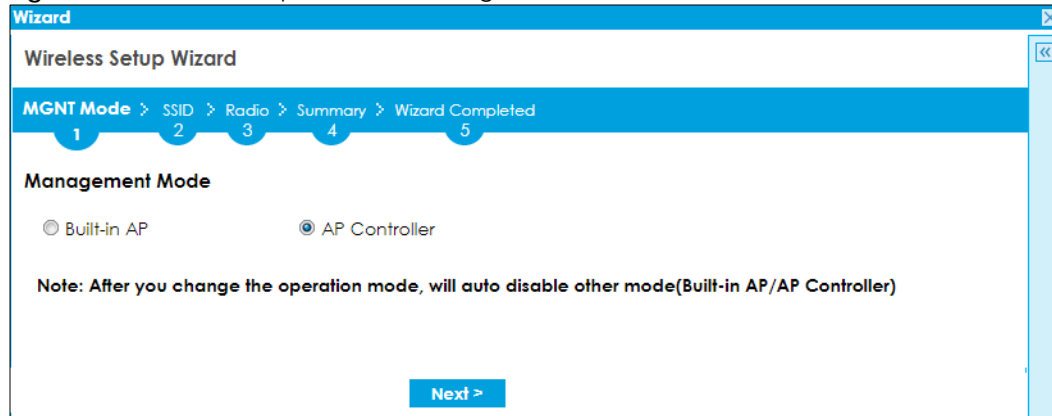 Wizard
Wireless Setup Wizard
MGNT Mode > SSID > Radio > Summary > Wizard Completed
1 2 3 4 5
Management Mode
Built-in AP AP Controller
Note: After you change the operation mode, will auto disable other mode(Built-in AP/AP Controller)
Next >